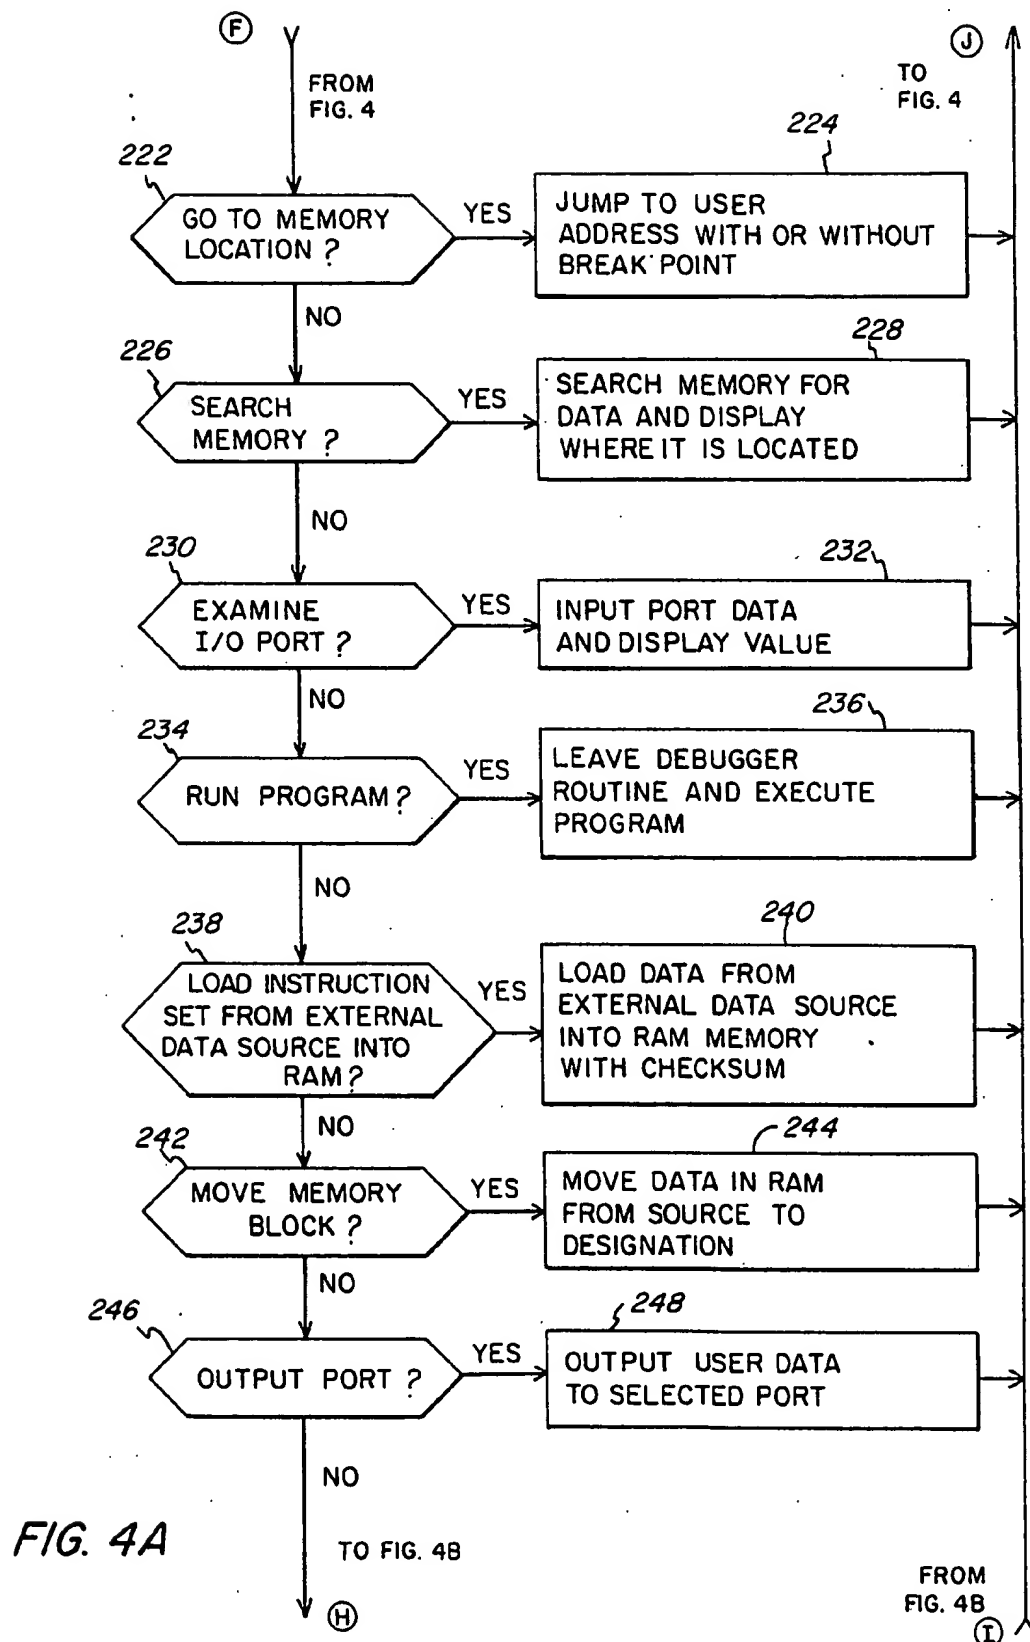 F
FROM
FIG. 4
J
TO
FIG. 4
222
GO TO MEMORY
LOCATION ?
YES
224
JUMP TO USER
ADDRESS WITH OR WITHOUT
BREAK POINT
NO
226
SEARCH
MEMORY ?
YES
228
SEARCH MEMORY FOR
DATA AND DISPLAY
WHERE IT IS LOCATED
NO
230
EXAMINE
I/O PORT ?
YES
232
INPUT PORT DATA
AND DISPLAY VALUE
NO
234
RUN PROGRAM ?
YES
236
LEAVE DEBUGGER
ROUTINE AND EXECUTE
PROGRAM
NO
238
LOAD INSTRUCTION
SET FROM EXTERNAL
DATA SOURCE INTO
RAM ?
YES
240
LOAD DATA FROM
EXTERNAL DATA SOURCE
INTO RAM MEMORY
WITH CHECKSUM
NO
242
MOVE MEMORY
BLOCK ?
YES
244
MOVE DATA IN RAM
FROM SOURCE TO
DESIGNATION
NO
246
OUTPUT PORT ?
YES
248
OUTPUT USER DATA
TO SELECTED PORT
NO
FIG. 4A
TO FIG. 4B
H
FROM
FIG. 4B
I